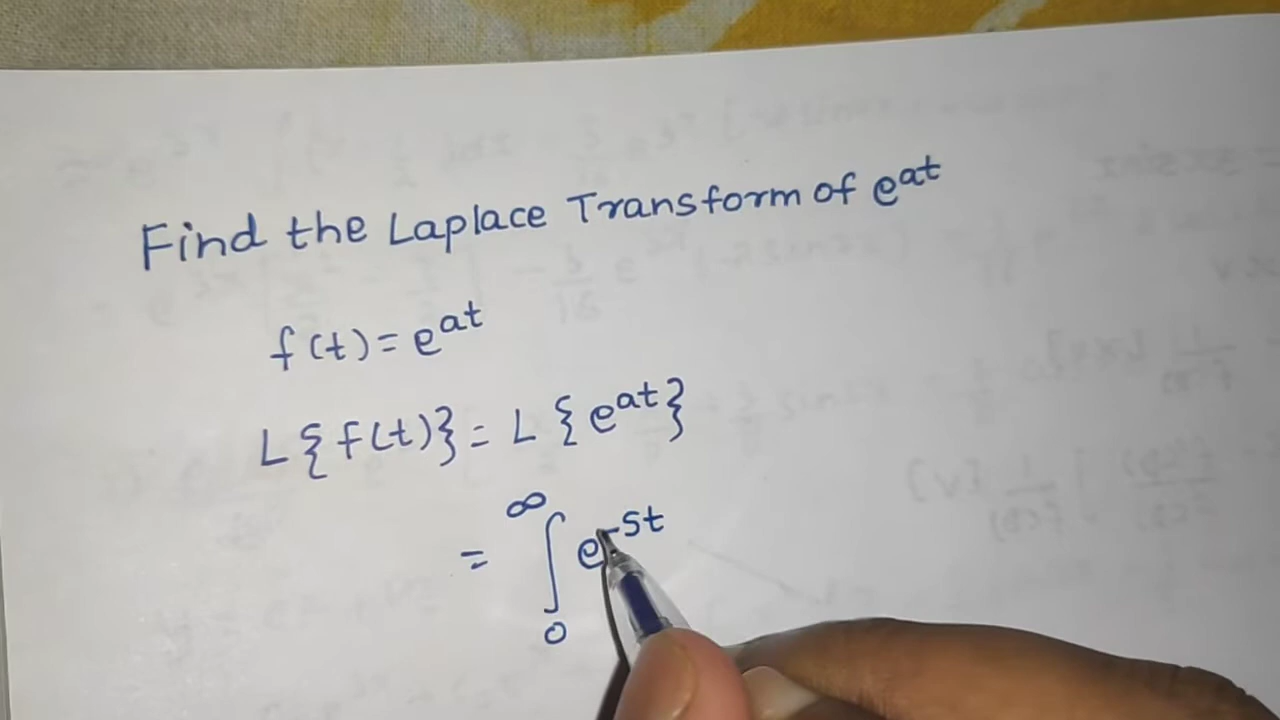 Find the Laplace Transform of e^at
f(t) = e^at
L{f(t)} = L{e^at}
= ∫₀^∞ e^-st